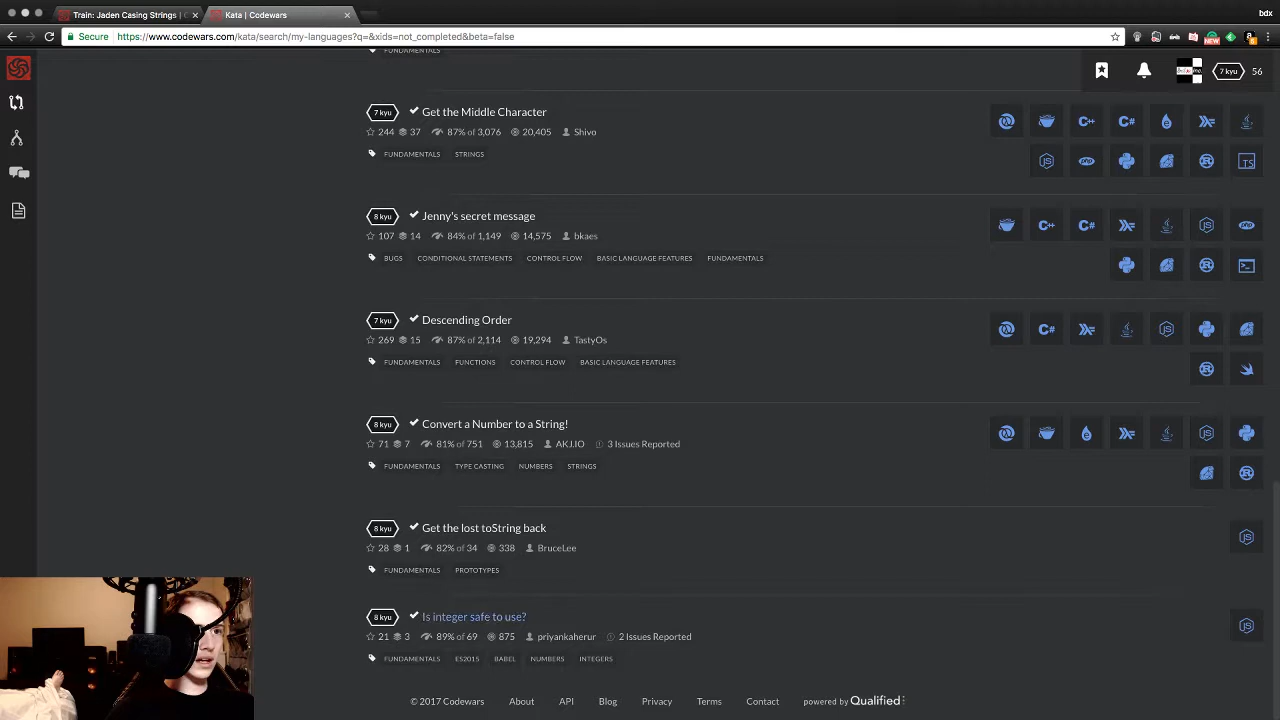 Train: Jaden Casing Strings | C
Kata | Codewars
bdx
Secure
https://www.codewars.com/kata/search/my-languages?q=&xids=not_completed&beta=false
NEW
FUNDAMENTALS
7 kyu 56
7 kyu Get the Middle Character
244 37 87% of 3,076 20,405 Shivo
FUNDAMENTALS STRINGS
8 kyu Jenny's secret message
107 14 84% of 1,149 14,575 bkaes
BUGS CONDITIONAL STATEMENTS CONTROL FLOW BASIC LANGUAGE FEATURES FUNDAMENTALS
7 kyu Descending Order
269 15 87% of 2,114 19,294 TastyOs
FUNDAMENTALS FUNCTIONS CONTROL FLOW BASIC LANGUAGE FEATURES
8 kyu Convert a Number to a String!
71 7 81% of 751 13,815 AKJ.IO 3 Issues Reported
FUNDAMENTALS TYPE CASTING NUMBERS STRINGS
8 kyu Get the lost toString back
28 1 82% of 34 338 BruceLee
FUNDAMENTALS PROTOTYPES
8 kyu Is integer safe to use?
21 3 89% of 69 875 priyankaherur 2 Issues Reported
FUNDAMENTALS ES2015 BABEL NUMBERS INTEGERS
© 2017 Codewars About API Blog Privacy Terms Contact powered by Qualified